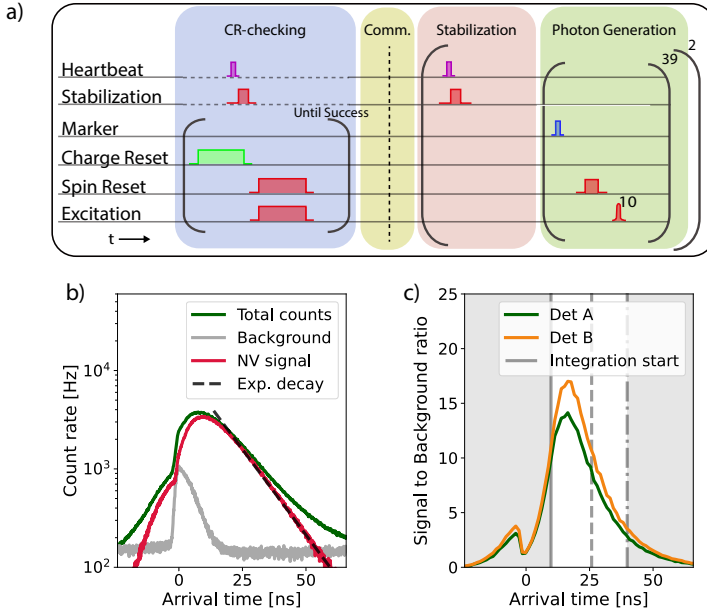 a)
CR-checking
Comm.
Stabilization
Photon Generation
2
39
Heartbeat
Stabilization
Until Success
Marker
Charge Reset
Spin Reset
10
Excitation
t
b)
Total counts
Background
NV signal
Exp. decay
Count rate [Hz]
10^4
10^3
10^2
0
25
50
Arrival time [ns]
c)
Det A
Det B
Integration start
Signal to Background ratio
25
20
15
10
5
0
0
25
50
Arrival time [ns]